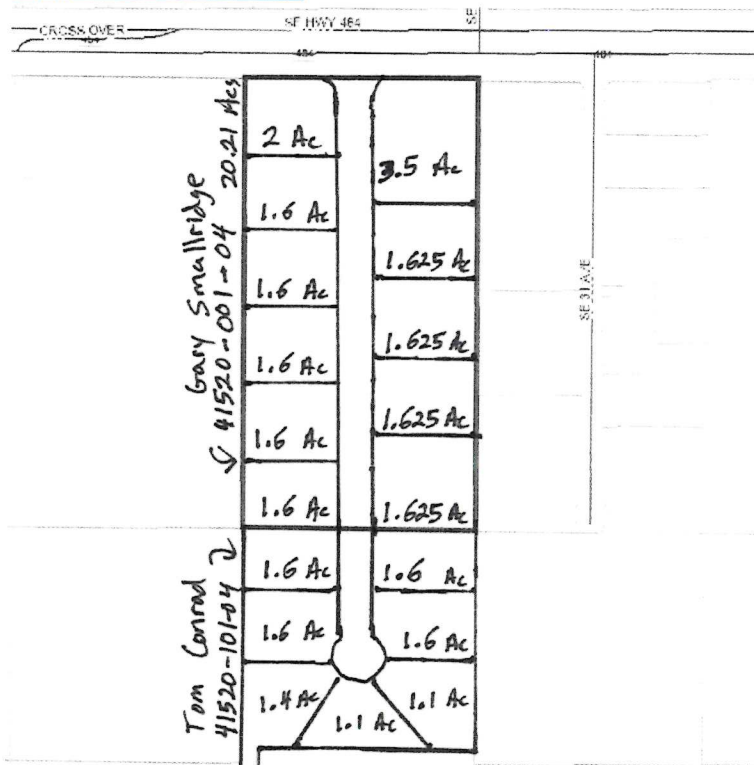 SE HWY 484
CROSS OVER
484
484
484
SE
20.21 Acs
Gary Smallridge
41520-001-04
2 Ac
3.5 Ac
1.6 Ac
1.625 Ac
1.6 Ac
1.625 Ac
1.6 Ac
1.625 Ac
1.6 Ac
1.6 Ac
1.625 Ac
SE 31 AVE
Tom Conrad
41520-101-04
1.6 Ac
1.6 Ac
1.6 Ac
1.6 Ac
1.4 Ac
1.1 Ac
1.1 Ac